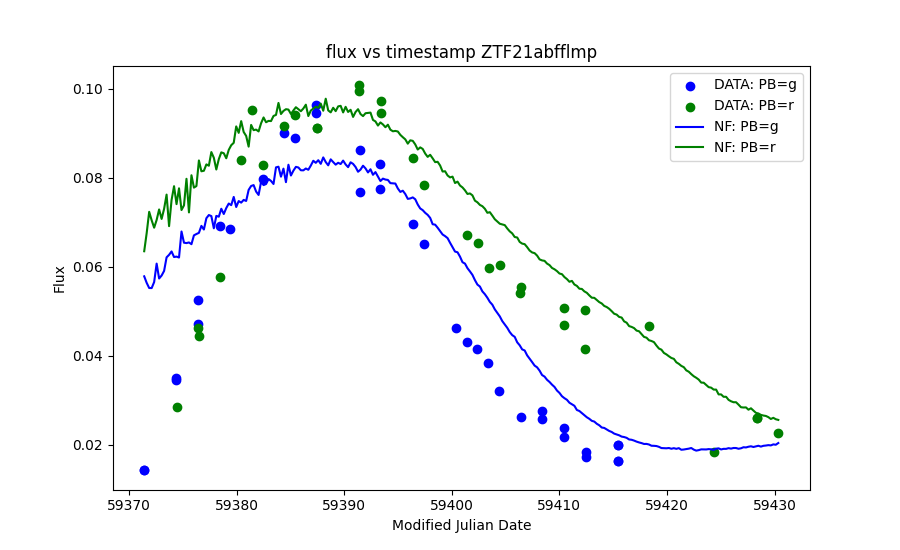 flux vs timestamp ZTF21abfflmp
DATA: PB=g
DATA: PB=r
NF: PB=g
NF: PB=r
0.10
0.08
0.06
0.04
0.02
Flux
59370
59380
59390
59400
59410
59420
59430
Modified Julian Date